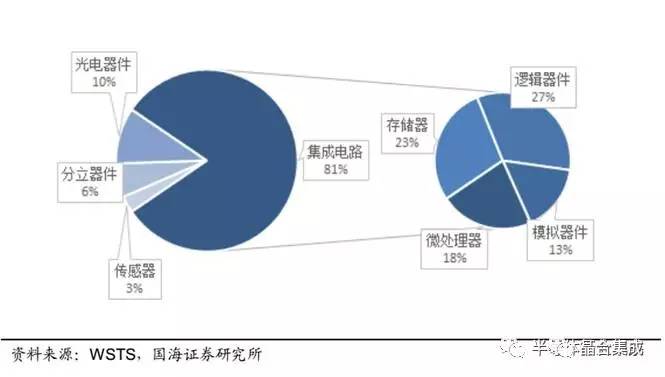 光电器件
10%
分立器件
6%
传感器
3%
集成电路
81%
存储器
23%
逻辑器件
27%
微处理器
18%
模拟器件
13%
资料来源：WSTS，国海证券研究所